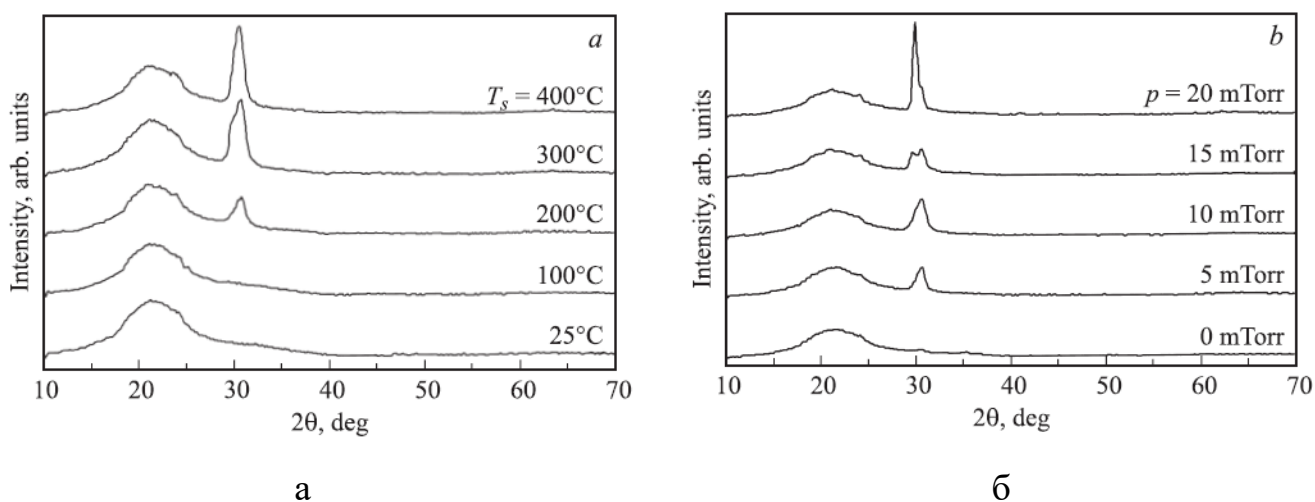 a
Intensity, arb. units
T_s = 400°C
300°C
200°C
100°C
25°C
10 20 30 40 50 60 70
2θ, deg
b
Intensity, arb. units
p = 20 mTorr
15 mTorr
10 mTorr
5 mTorr
0 mTorr
10 20 30 40 50 60 70
2θ, deg
а
б